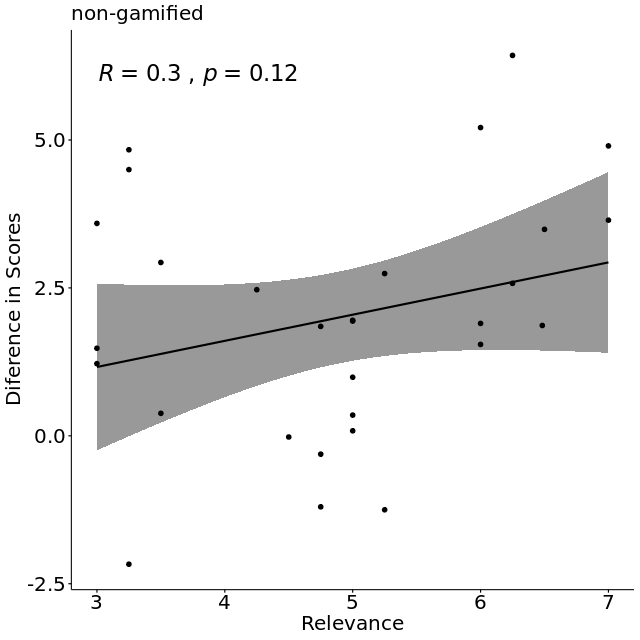 non-gamified
R = 0.3 , p = 0.12
Diference in Scores
5.0
2.5
0.0
-2.5
3 4 5 6 7
Relevance